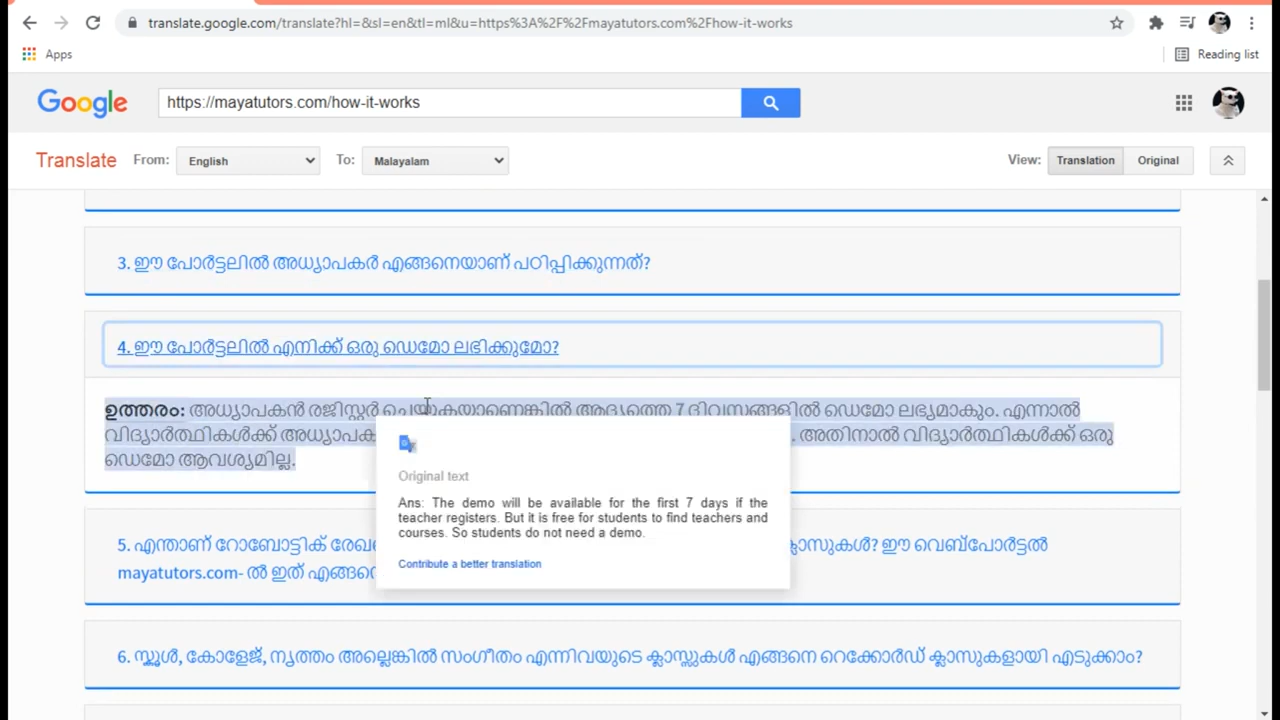 translate.google.com/translate?hl=&sl=en&tl=ml&u=https%3A%2F%2Fmayatutors.com%2Fhow-it-works
Apps
Reading list
Google
https://mayatutors.com/how-it-works
Translate From: English To: Malayalam View: Translation Original
3. ഈ പോർട്ടലിൽ അധ്യാപകർ എങ്ങനെയാണ് പഠിപ്പിക്കുന്നത്?
4. ഈ പോർട്ടലിൽ എനിക്ക് ഒരു ഡെമോ ലഭിക്കുമോ?
ഉത്തരം: അധ്യാപകൻ രജിസ്റ്റർ ചെയ്യുകയാണെങ്കിൽ ആദ്യത്തെ 7 ദിവസങ്ങളിൽ ഡെമോ ലഭ്യമാകും. എന്നാൽ
വിദ്യാർത്ഥികൾക്ക് . അതിനാൽ വിദ്യാർത്ഥികൾക്ക് ഒരു
ഡെമോ ആവശ്യമില്ല.
Original text
Ans: The demo will be available for the first 7 days if the
teacher registers. But it is free for students to find teachers and
courses. So students do not need a demo.
Contribute a better translation
5. എന്താണ് റോബോട്ടിക് ക്ലാസുകൾ? ഈ വെബ്‌പോർട്ടൽ
mayatutors.com- ൽ ഇത്
6. സ്കൂൾ, കോളേജ്, നൃത്തം അല്ലെങ്കിൽ സംഗീതം എന്നിവയുടെ ക്ലാസ്സുകൾ എങ്ങനെ റെക്കോർഡ് ക്ലാസുകളായി എടുക്കാം?